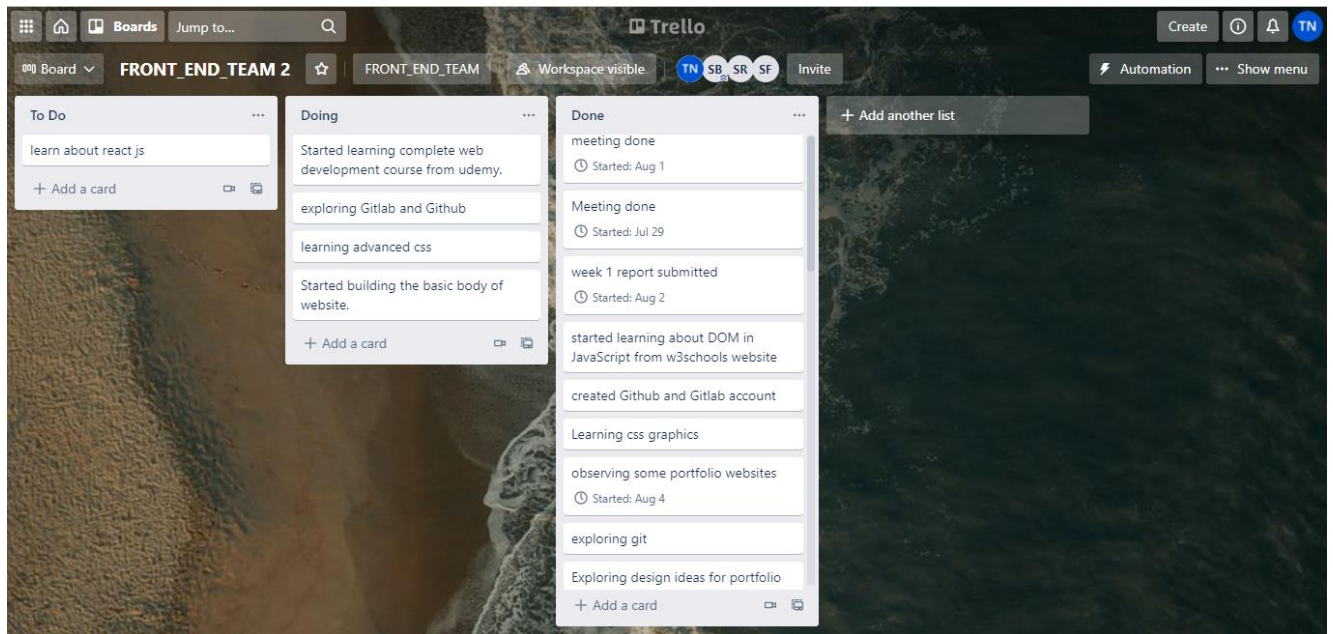 Boards
Jump to...
Trello
Create
TN
Board
FRONT_END_TEAM 2
FRONT_END_TEAM
Workspace visible
TN
SB
SR
SF
Invite
Automation
Show menu
To Do
learn about react js
+ Add a card
Doing
Started learning complete web
development course from udemy.
exploring Gitlab and Github
learning advanced css
Started building the basic body of
website.
+ Add a card
Done
meeting done
Started: Aug 1
Meeting done
Started: Jul 29
week 1 report submitted
Started: Aug 2
started learning about DOM in
JavaScript from w3schools website
created Github and Gitlab account
Learning css graphics
observing some portfolio websites
Started: Aug 4
exploring git
Exploring design ideas for portfolio
+ Add a card
+ Add another list